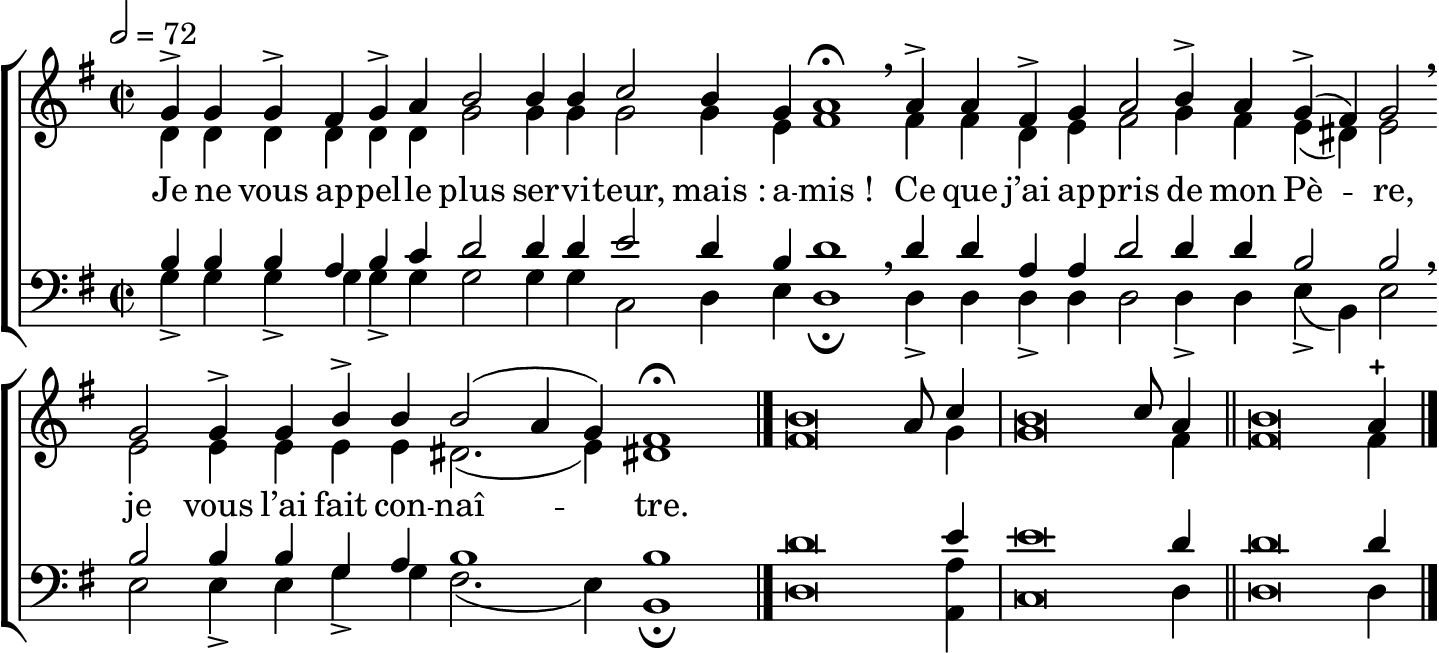 = 72
Je ne vous appelle plus serviteur, mais : a -- mis ! Ce que j’ai appris de mon Pè -- re,
je vous l’ai fait con -- naî -- tre.